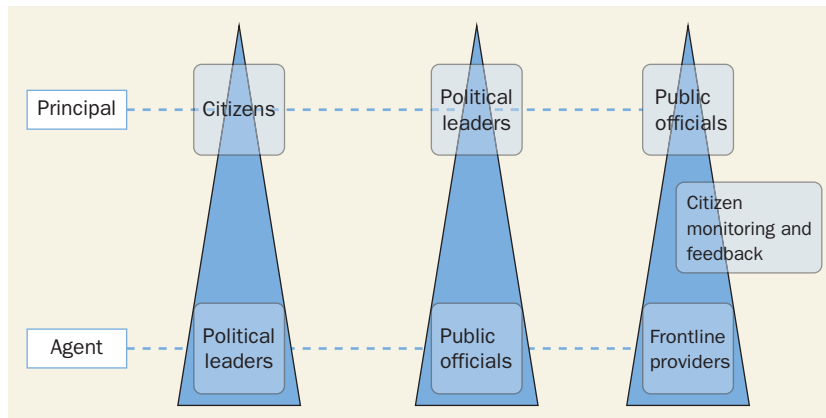 Principal
Citizens
Political
leaders
Public
officials
Citizen
monitoring and
feedback
Agent
Political
leaders
Public
officials
Frontline
providers